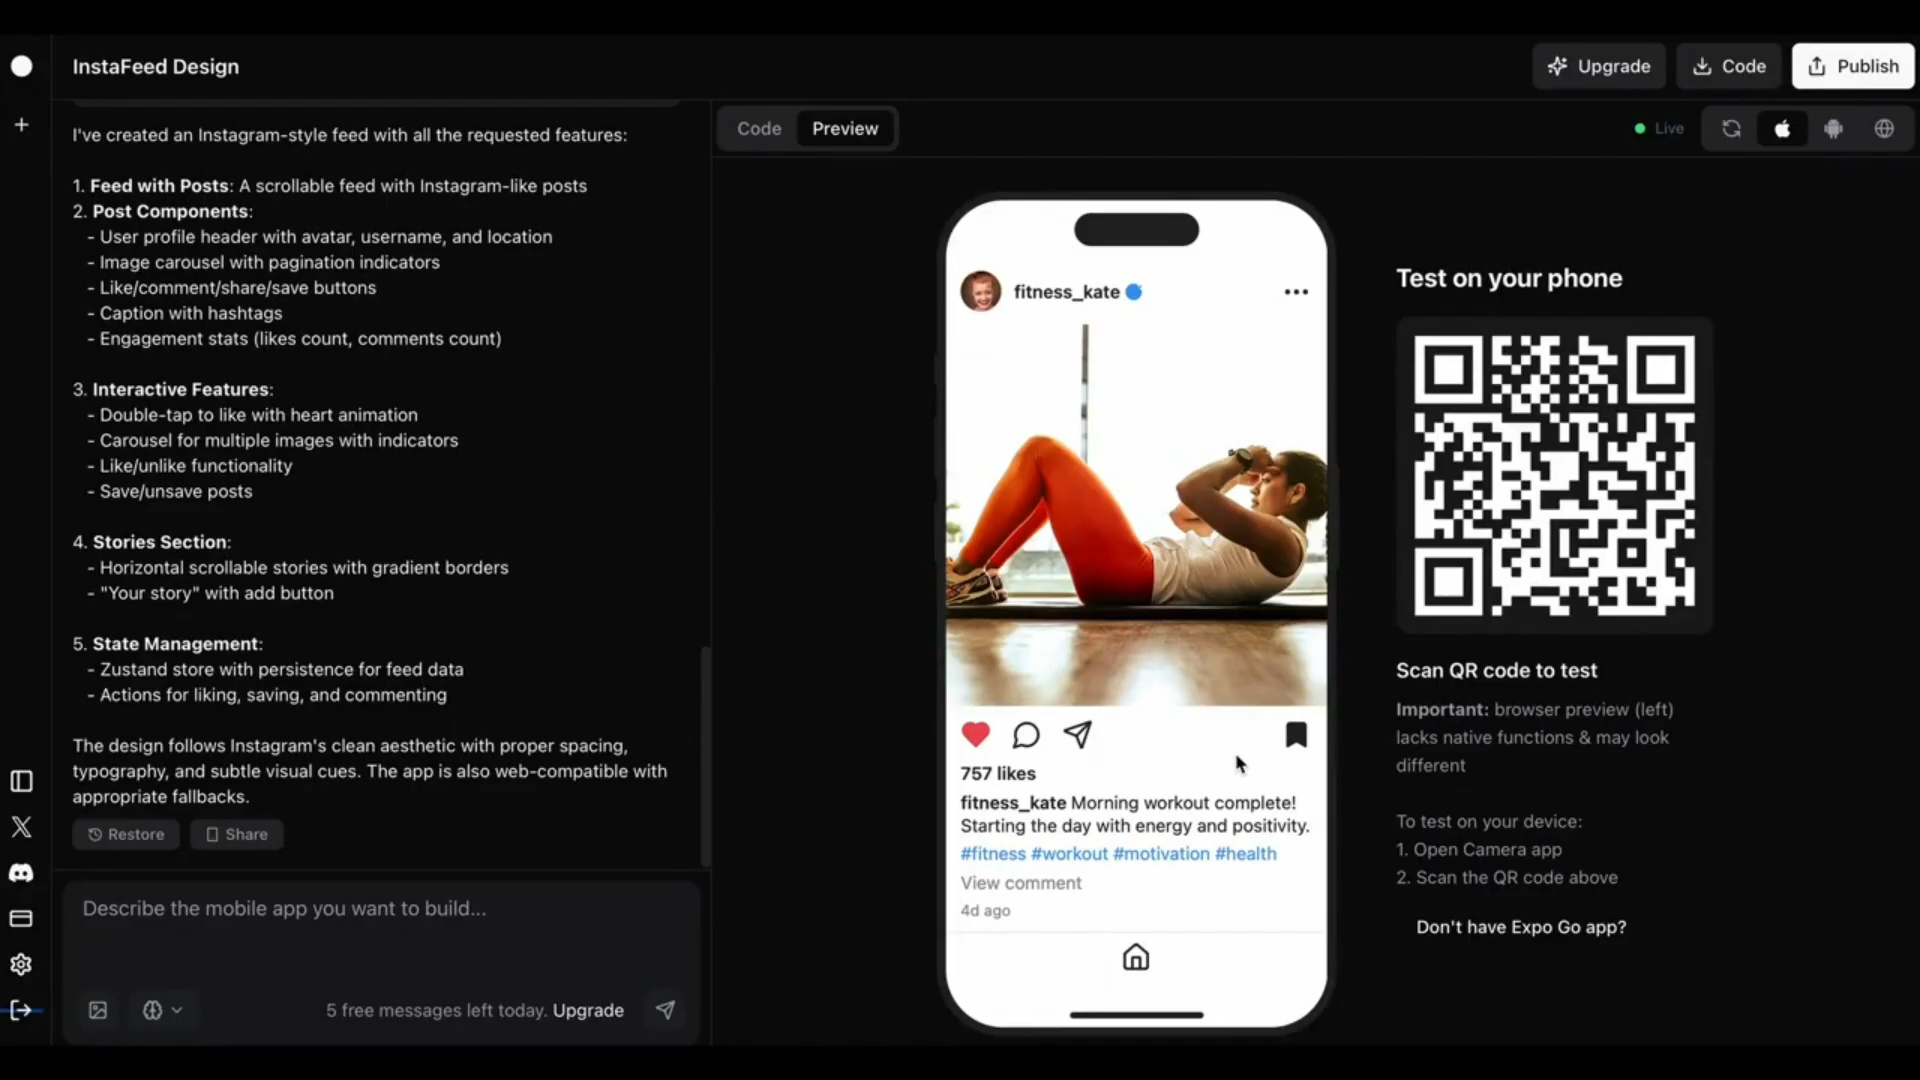 InstaFeed Design
Upgrade
Code
Publish
I've created an Instagram-style feed with all the requested features:
1. Feed with Posts: A scrollable feed with Instagram-like posts
2. Post Components:
- User profile header with avatar, username, and location
- Image carousel with pagination indicators
- Like/comment/share/save buttons
- Caption with hashtags
- Engagement stats (likes count, comments count)
3. Interactive Features:
- Double-tap to like with heart animation
- Carousel for multiple images with indicators
- Like/unlike functionality
- Save/unsave posts
4. Stories Section:
- Horizontal scrollable stories with gradient borders
- "Your story" with add button
5. State Management:
- Zustand store with persistence for feed data
- Actions for liking, saving, and commenting
The design follows Instagram's clean aesthetic with proper spacing,
typography, and subtle visual cues. The app is also web-compatible with
appropriate fallbacks.
Restore
Share
Describe the mobile app you want to build...
5 free messages left today. Upgrade
Code
Preview
Live
fitness_kate
757 likes
fitness_kate Morning workout complete!
Starting the day with energy and positivity.
#fitness #workout #motivation #health
View comment
4d ago
Test on your phone
Scan QR code to test
Important: browser preview (left)
lacks native functions & may look
different
To test on your device:
1. Open Camera app
2. Scan the QR code above
Don't have Expo Go app?